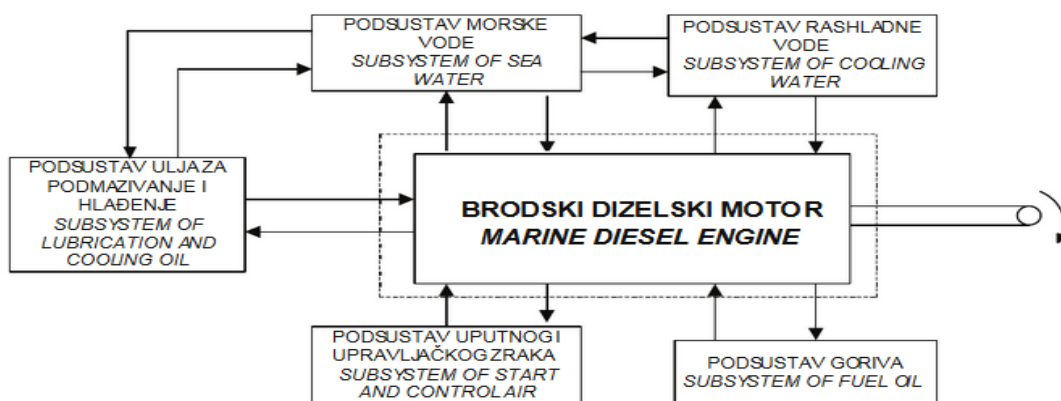 PODSUSTAV MORSKE
VODE
SUBSYSTEM OF SEA
WATER
PODSUSTAV RASHLADNE
VODE
SUBSYSTEM OF COOLING
WATER
PODSUSTAV ULJAZA
PODMAZIVANJE I
HLAĐENJE
SUBSYSTEM OF
LUBRICATION AND
COOLING OIL
BRODSKI DIZELSKI MOTOR
MARINE DIESEL ENGINE
PODSUSTAV UPUTNOG I
UPRAVLJAČKOG ZRAKA
SUBSYSTEM OF START
AND CONTROL AIR
PODSUSTAV GORIVA
SUBSYSTEM OF FUEL OIL